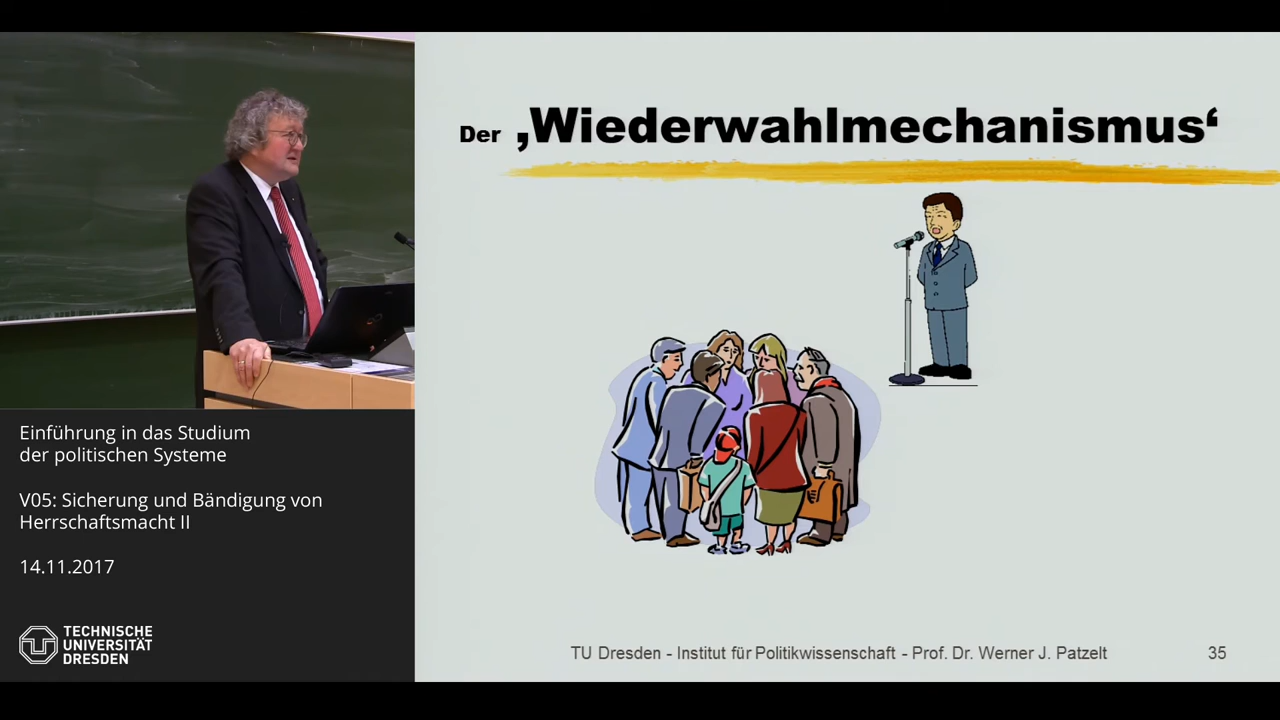 Der ‚Wiederwahlmechanismus‘
Einführung in das Studium
der politischen Systeme
V05: Sicherung und Bändigung von
Herrschaftsmacht II
14.11.2017
TECHNISCHE
UNIVERSITÄT
DRESDEN
TU Dresden - Institut für Politikwissenschaft - Prof. Dr. Werner J. Patzelt
35